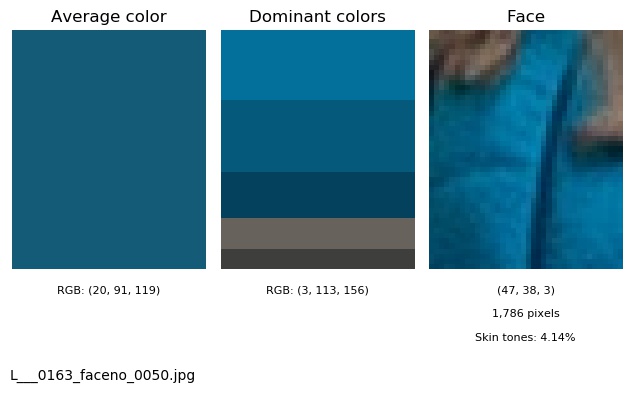 Average color
Dominant colors
Face
RGB: (20, 91, 119)
RGB: (3, 113, 156)
(47, 38, 3)
1,786 pixels
Skin tones: 4.14%
L___0163_faceno_0050.jpg